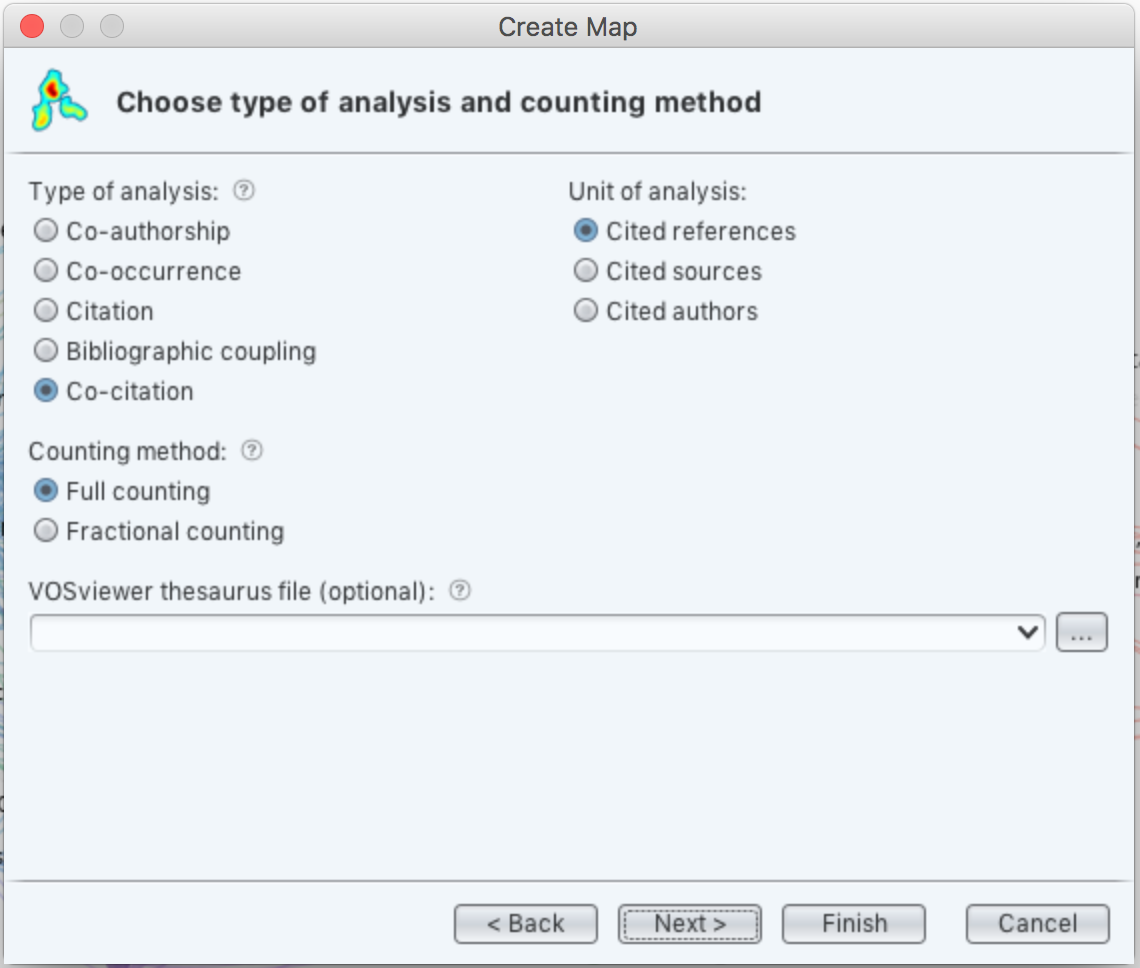 Create Map
Choose type of analysis and counting method
Type of analysis: ?
Co-authorship
Co-occurrence
Citation
Bibliographic coupling
Co-citation
Unit of analysis:
Cited references
Cited sources
Cited authors
Counting method: ?
Full counting
Fractional counting
VOSviewer thesaurus file (optional): ?
...
< Back
Next >
Finish
Cancel